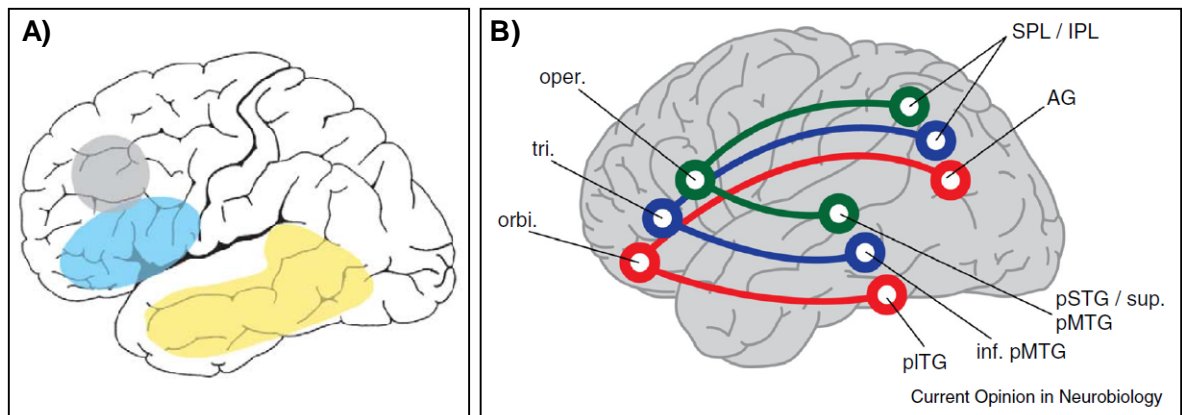 A)
B)
SPL / IPL
oper.
AG
tri.
orbi.
pSTG / sup.
pMTG
inf. pMTG
pITG
Current Opinion in Neurobiology